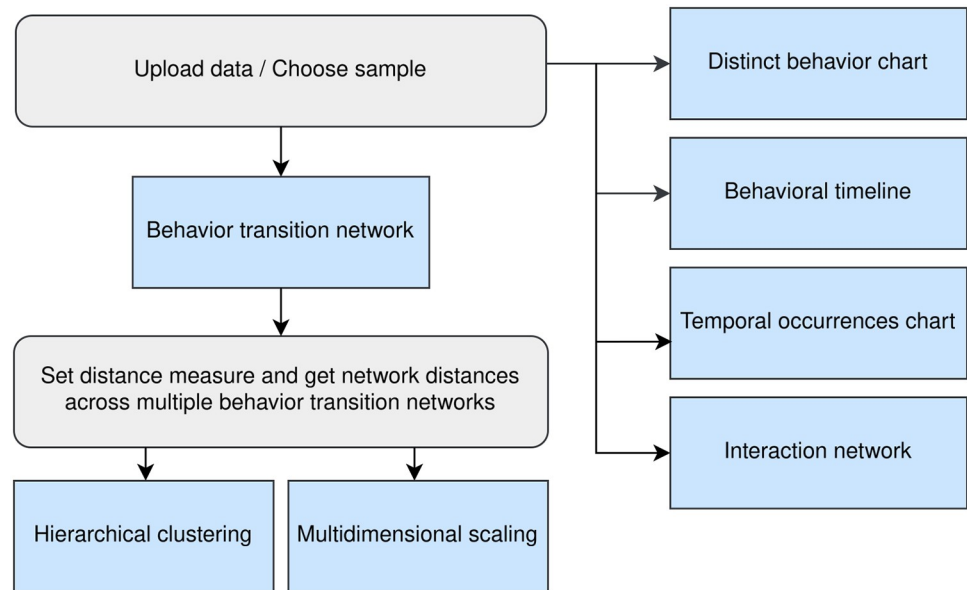 Upload data / Choose sample
Distinct behavior chart
Behavioral timeline
Behavior transition network
Temporal occurrences chart
Set distance measure and get network distances
across multiple behavior transition networks
Interaction network
Hierarchical clustering
Multidimensional scaling